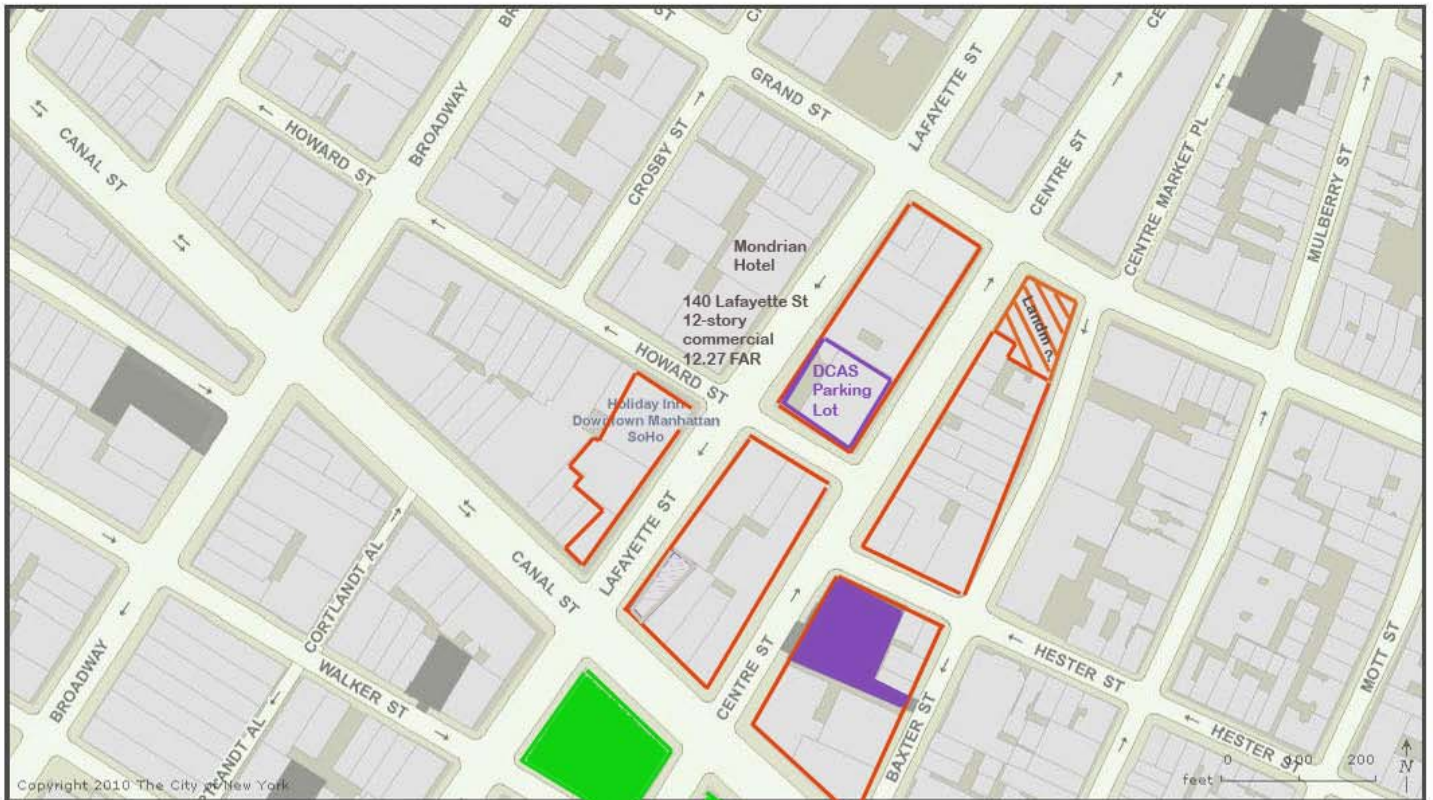 GRAND ST
LAFAYETTE ST
CENTRE ST
CENTRE MARKET PL
MULBERRY ST
BROADWAY
CROSBY ST
HOWARD ST
CANAL ST
Mondrian
Hotel
140 Lafayette St
12-story
commercial
12.27 FAR
HOWARD ST
Landm
DCAS
Parking
Lot
Holiday Inn
Downtown Manhattan
SoHo
LAFAYETTE ST
CANAL ST
CORTLANDT AL
WALKER ST
BROADWAY
CENTRE ST
BAXTER ST
HESTER ST
HESTER ST
MOTT ST
0 100 200
feet
N
Copyright 2010 The City of New York